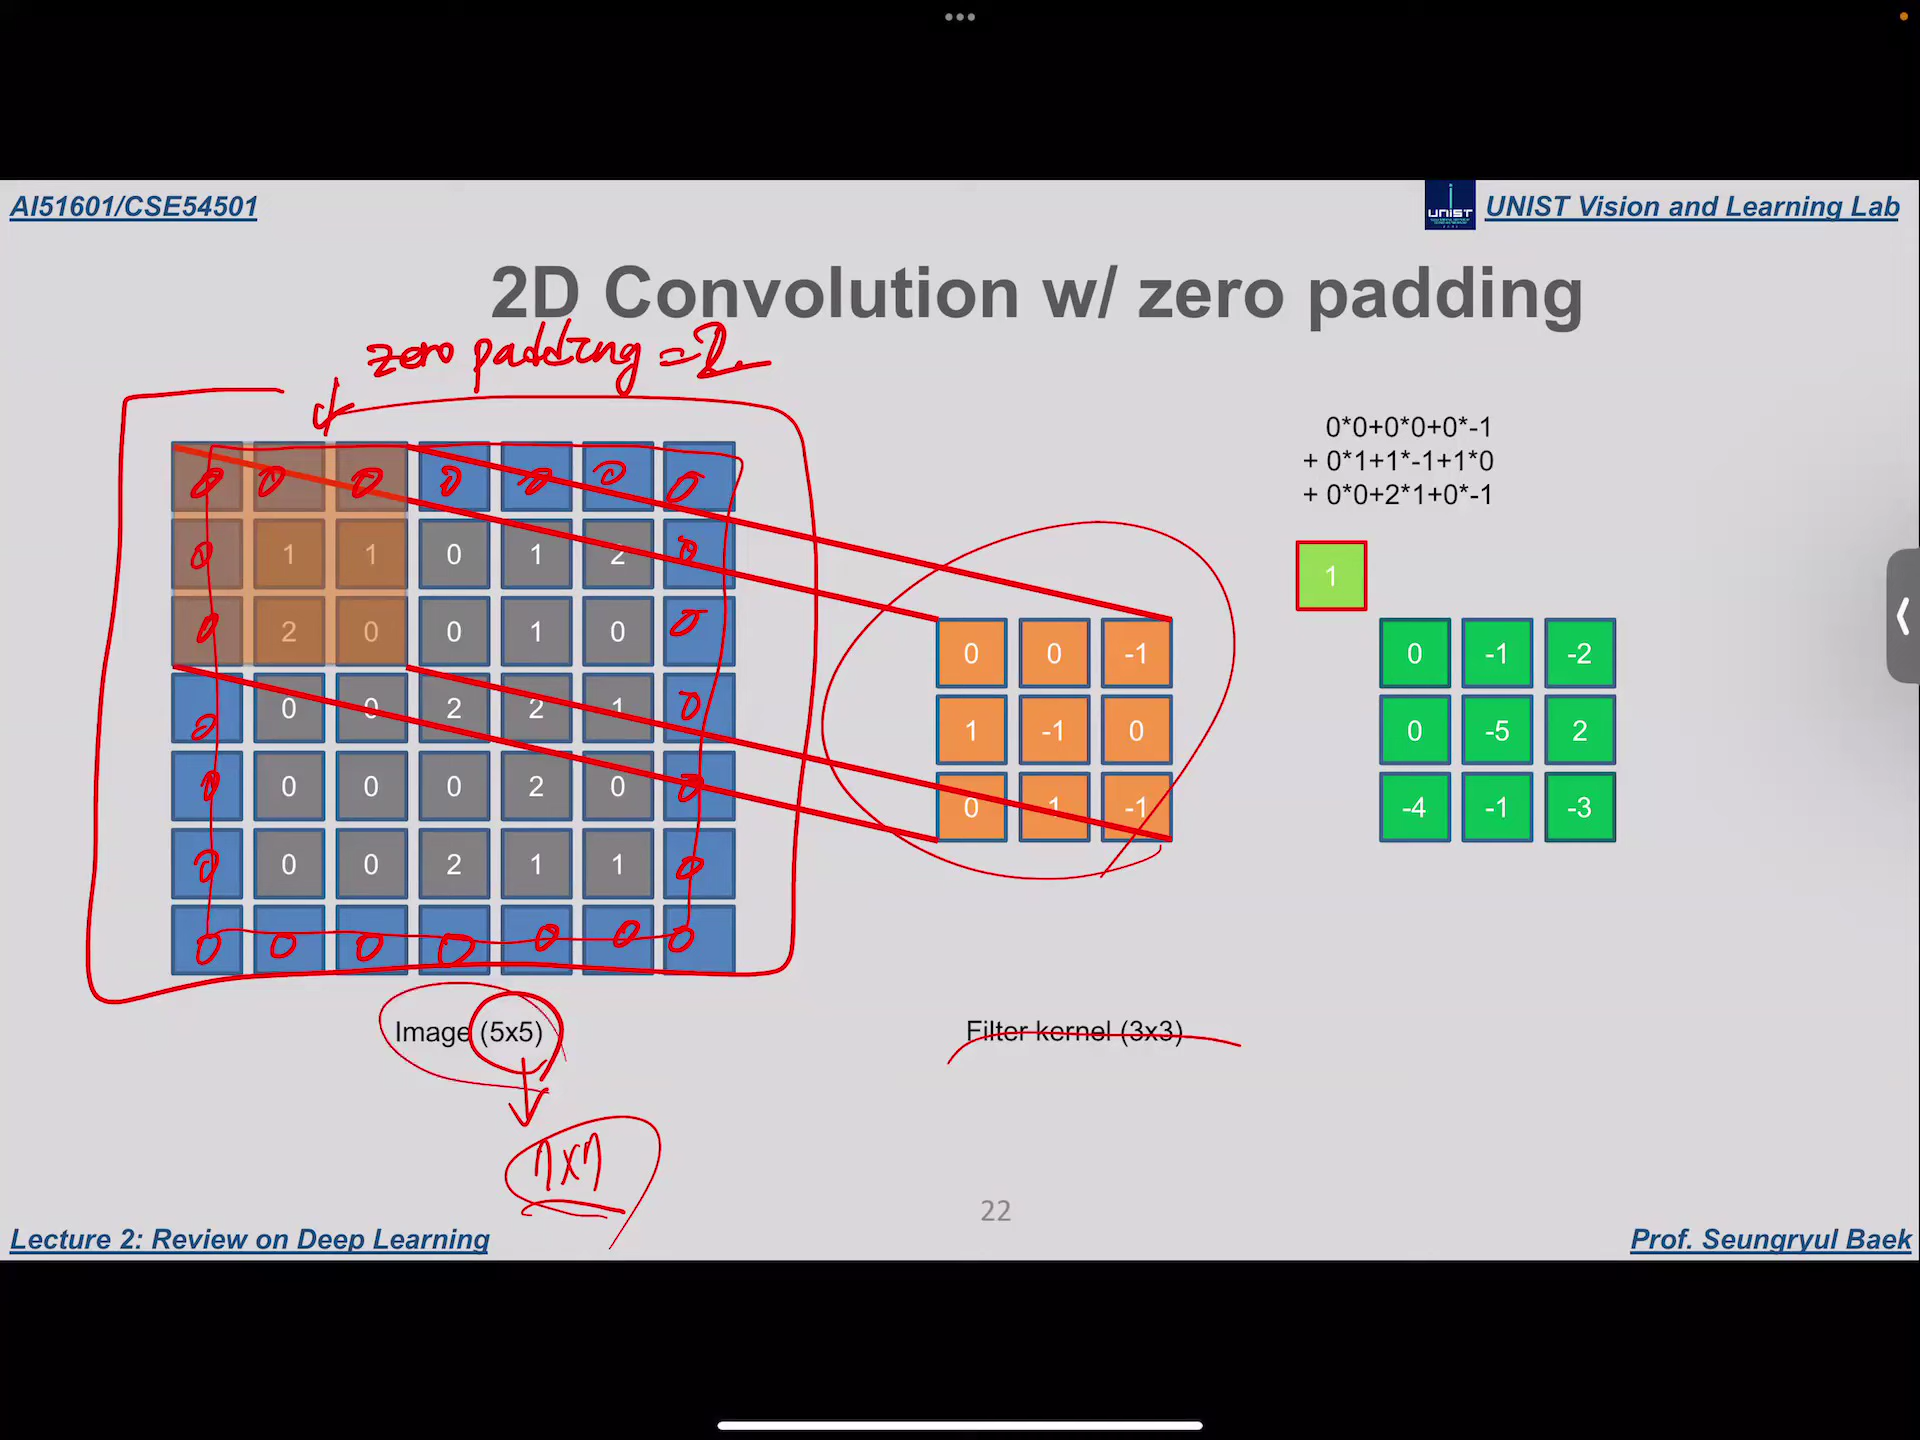 AI51601/CSE54501
UNIST
UNIST Vision and Learning Lab
2D Convolution w/ zero padding
zero padding = 2
0 0 0 0 0 0 0
0 1 1 0 1 2 0
0 2 0 0 1 0 0
0 0 0 2 2 1 0
0 0 0 0 2 0 0
0 0 0 2 1 1 0
0 0 0 0 0 0 0
Image (5x5)
7x7
0 0 -1
1 -1 0
0 1 -1
Filter kernel (3x3)
0*0+0*0+0*-1
+ 0*1+1*-1+1*0
+ 0*0+2*1+0*-1
1
0 -1 -2
0 -5 2
-4 -1 -3
22
Lecture 2: Review on Deep Learning
Prof. Seungryul Baek